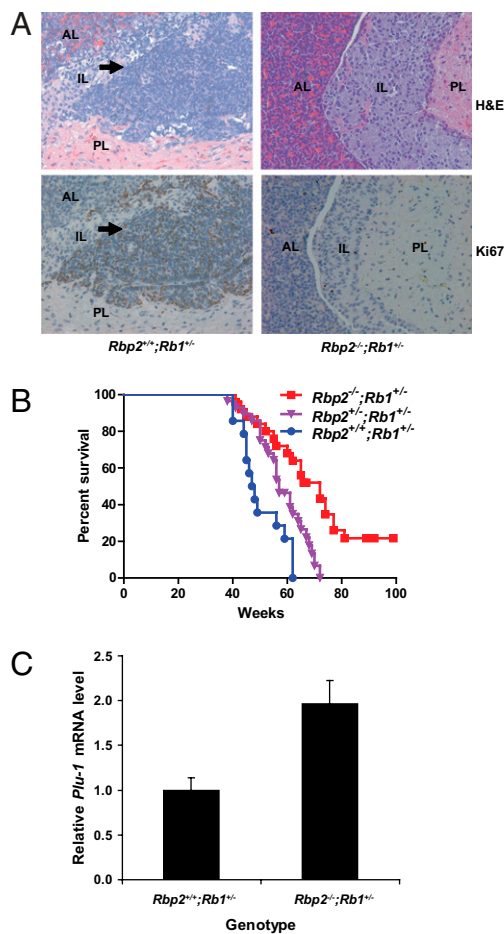 A
AL
IL
PL
AL
IL
PL
H&E
AL
IL
PL
AL
IL
PL
Ki67
Rbp2+/+;Rb1+/-
Rbp2-/-;Rb1+/-
B
100
80
60
40
20
0
Percent survival
0 20 40 60 80 100
Weeks
Rbp2-/-;Rb1+/-
Rbp2+/-;Rb1+/-
Rbp2+/+;Rb1+/-
C
2.5
2.0
1.5
1.0
0.5
0.0
Relative Plu-1
mRNA level
Rbp2+/+;Rb1+/- Rbp2-/-;Rb1+/-
Genotype